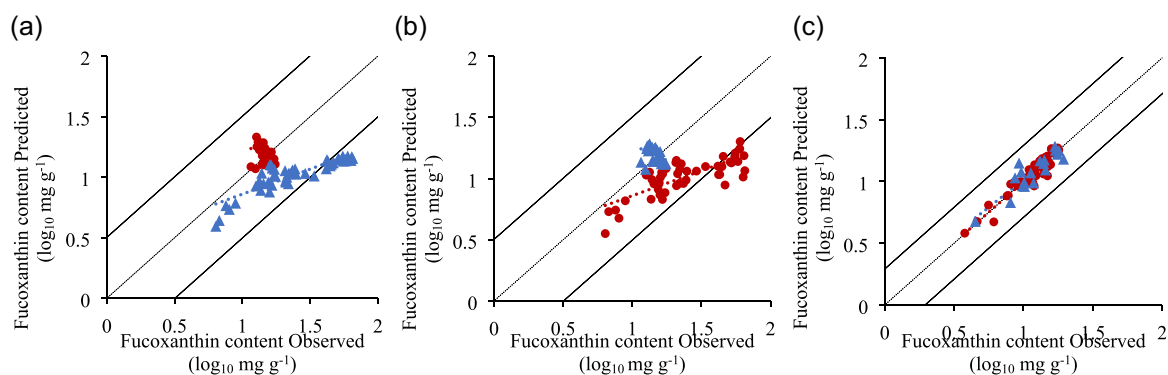 (a)
Fucoxanthin content Predicted
(log10 mg g-1)
2
1.5
1
0.5
0
0
0.5
1
1.5
2
Fucoxanthin content Observed
(log10 mg g-1)
(b)
Fucoxanthin content Predicted
(log10 mg g-1)
2
1.5
1
0.5
0
0
0.5
1
1.5
2
Fucoxanthin content Observed
(log10 mg g-1)
(c)
Fucoxanthin content Predicted
(log10 mg g-1)
2
1.5
1
0.5
0
0
0.5
1
1.5
2
Fucoxanthin content Observed
(log10 mg g-1)